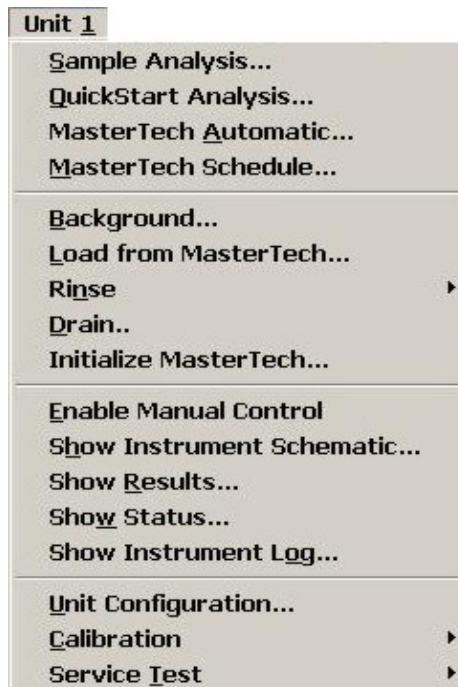 Unit 1
Sample Analysis...
QuickStart Analysis...
MasterTech Automatic...
MasterTech Schedule...
Background...
Load from MasterTech...
Rinse
Drain..
Initialize MasterTech...
Enable Manual Control
Show Instrument Schematic...
Show Results...
Show Status...
Show Instrument Log...
Unit Configuration...
Calibration
Service Test